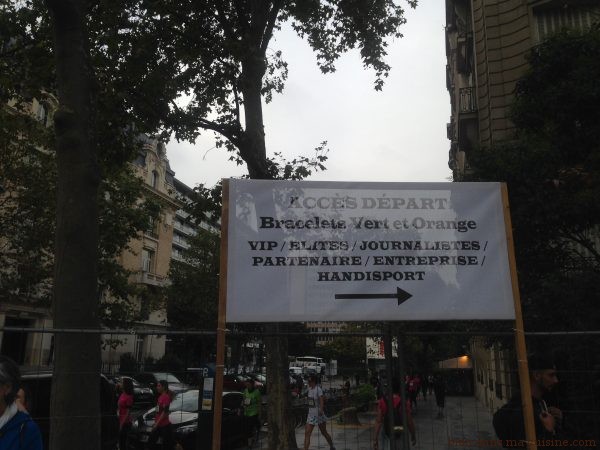 ACCÈS DÉPART:
Bracelets Vert et Orange
VIP / ELITES / JOURNALISTES /
PARTENAIRE / ENTREPRISE /
HANDISPORT